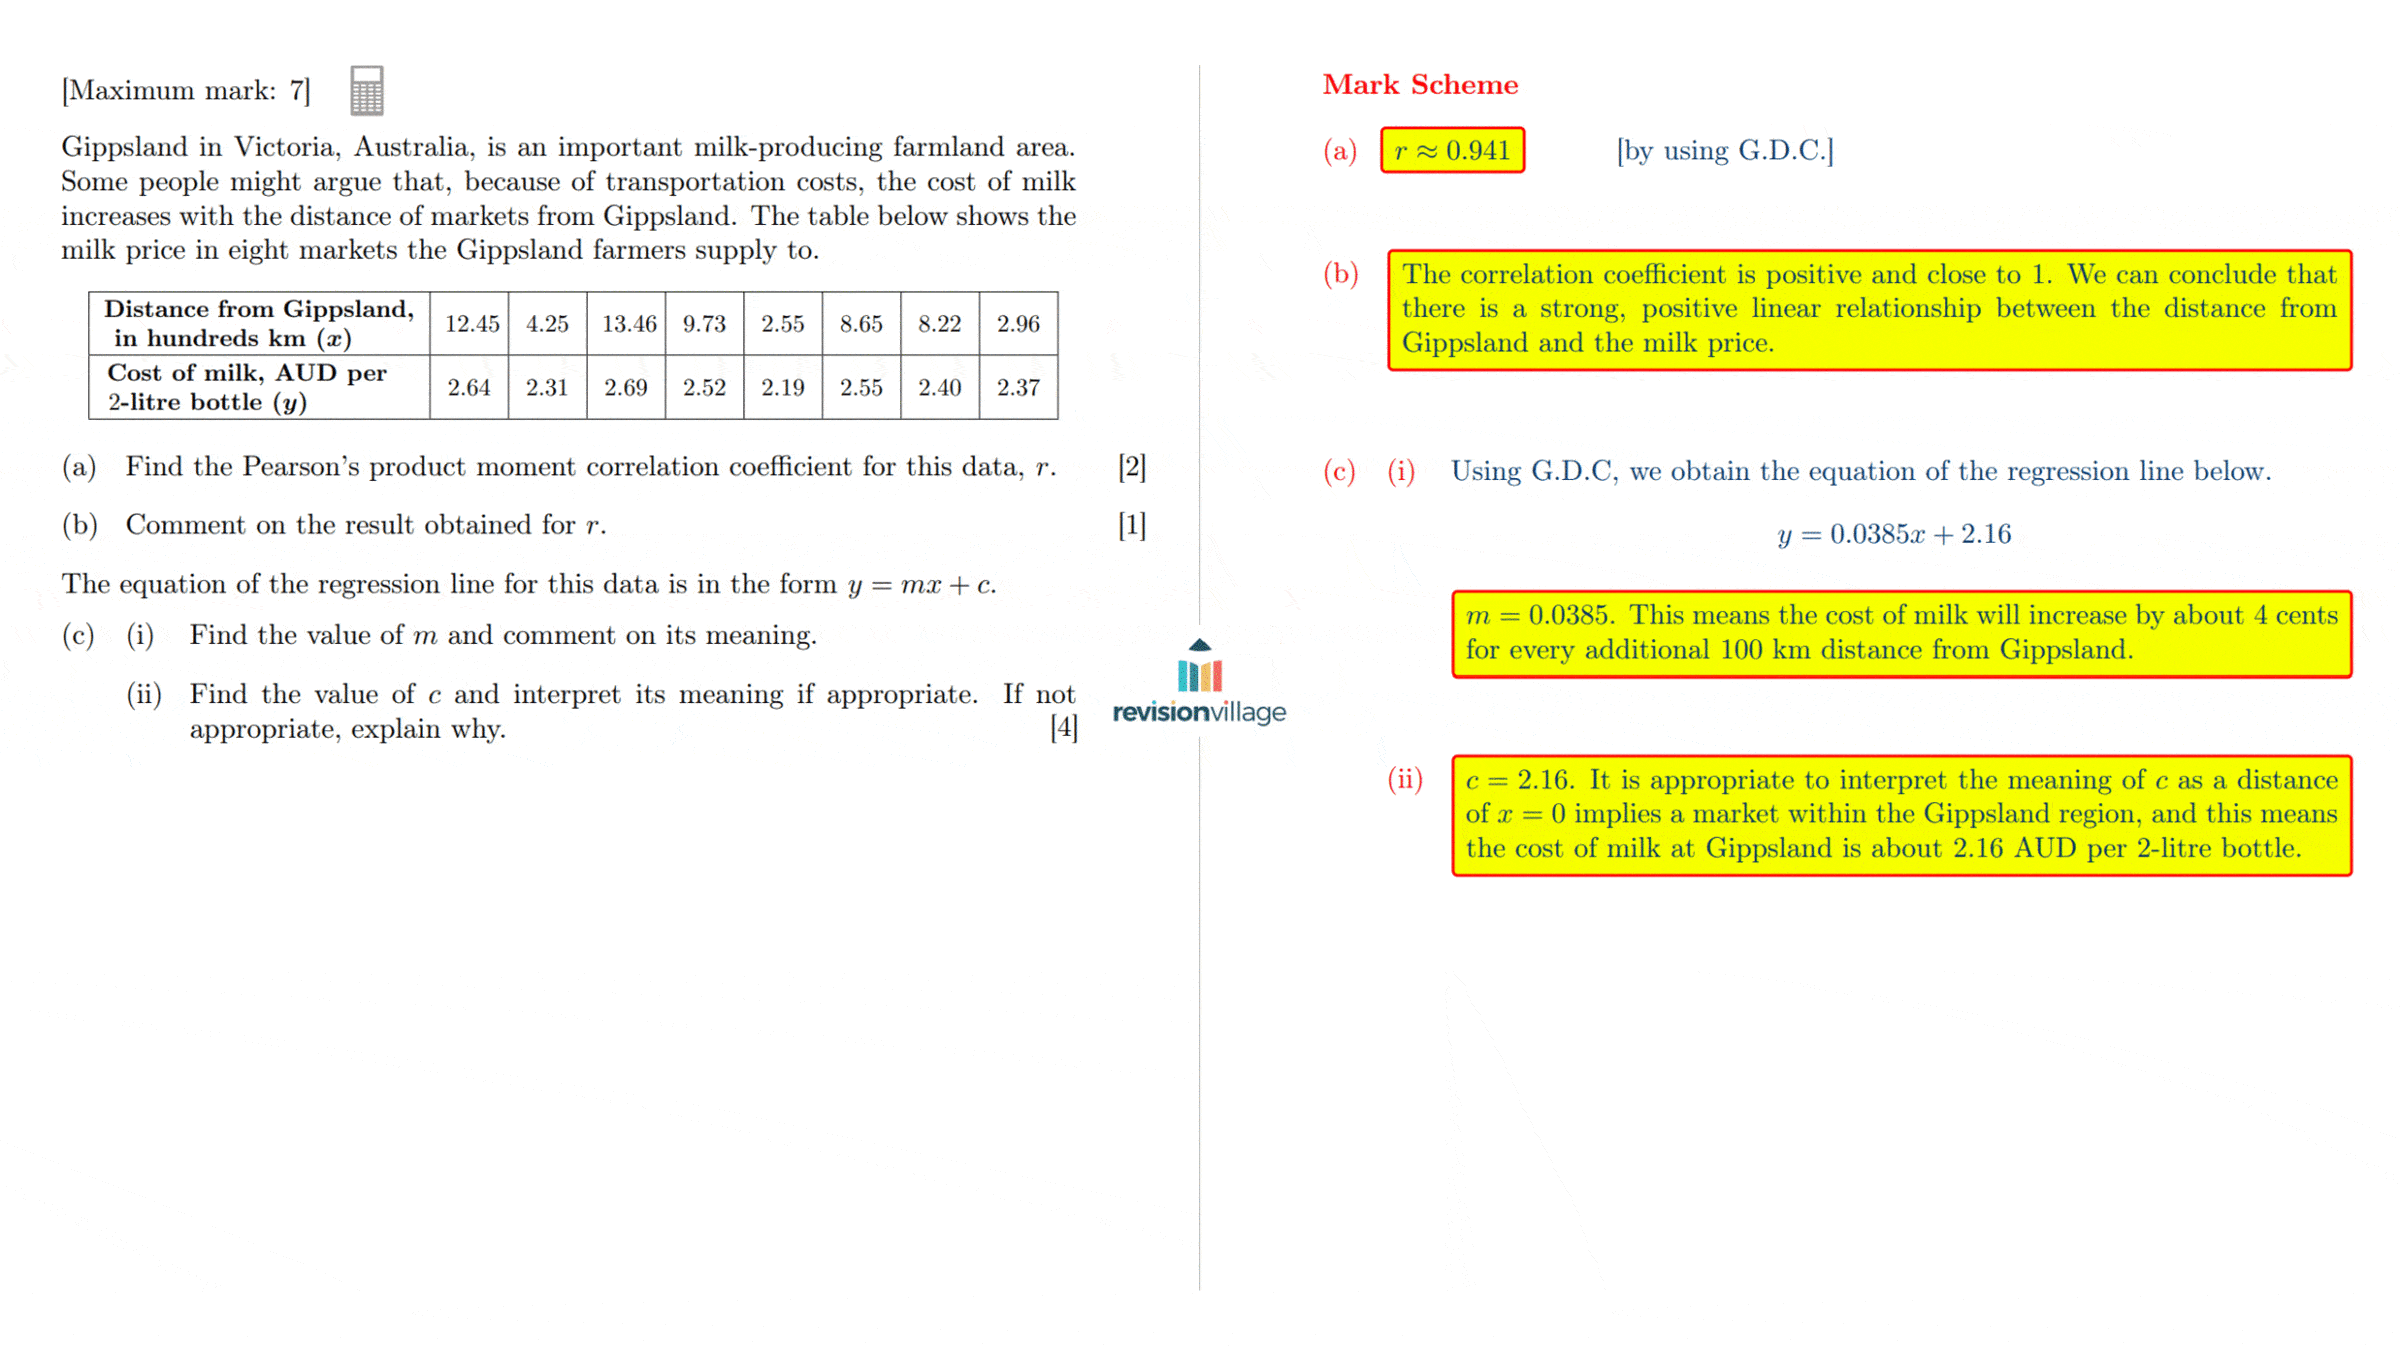 [Maximum mark: 7]
Gippsland in Victoria, Australia, is an important milk-producing farmland area.
Some people might argue that, because of transportation costs, the cost of milk
increases with the distance of markets from Gippsland. The table below shows the
milk price in eight markets the Gippsland farmers supply to.
Distance from Gippsland, in hundreds km (x) 12.45 4.25 13.46 9.73 2.55 8.65 8.22 2.96
Cost of milk, AUD per 2-litre bottle (y) 2.64 2.31 2.69 2.52 2.19 2.55 2.40 2.37
(a) Find the Pearson's product moment correlation coefficient for this data, r. [2]
(b) Comment on the result obtained for r. [1]
The equation of the regression line for this data is in the form y = mx + c.
(c) (i) Find the value of m and comment on its meaning.
(ii) Find the value of c and interpret its meaning if appropriate. If not
appropriate, explain why. [4]
revisionvillage
Mark Scheme
(a) r ≈ 0.941 [by using G.D.C.]
(b) The correlation coefficient is positive and close to 1. We can conclude that
there is a strong, positive linear relationship between the distance from
Gippsland and the milk price.
(c) (i) Using G.D.C, we obtain the equation of the regression line below.
y = 0.0385x + 2.16
m = 0.0385. This means the cost of milk will increase by about 4 cents
for every additional 100 km distance from Gippsland.
(ii) c = 2.16. It is appropriate to interpret the meaning of c as a distance
of x = 0 implies a market within the Gippsland region, and this means
the cost of milk at Gippsland is about 2.16 AUD per 2-litre bottle.